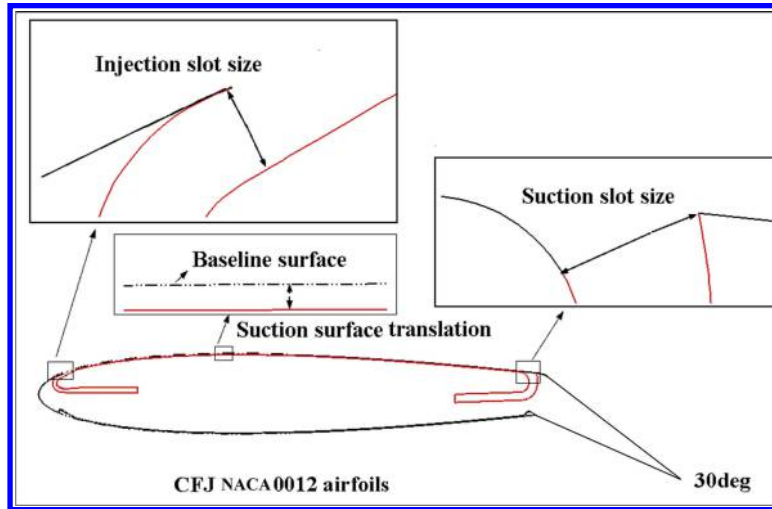 Injection slot size
Suction slot size
Baseline surface
Suction surface translation
CFJ NACA 0012 airfoils
30deg